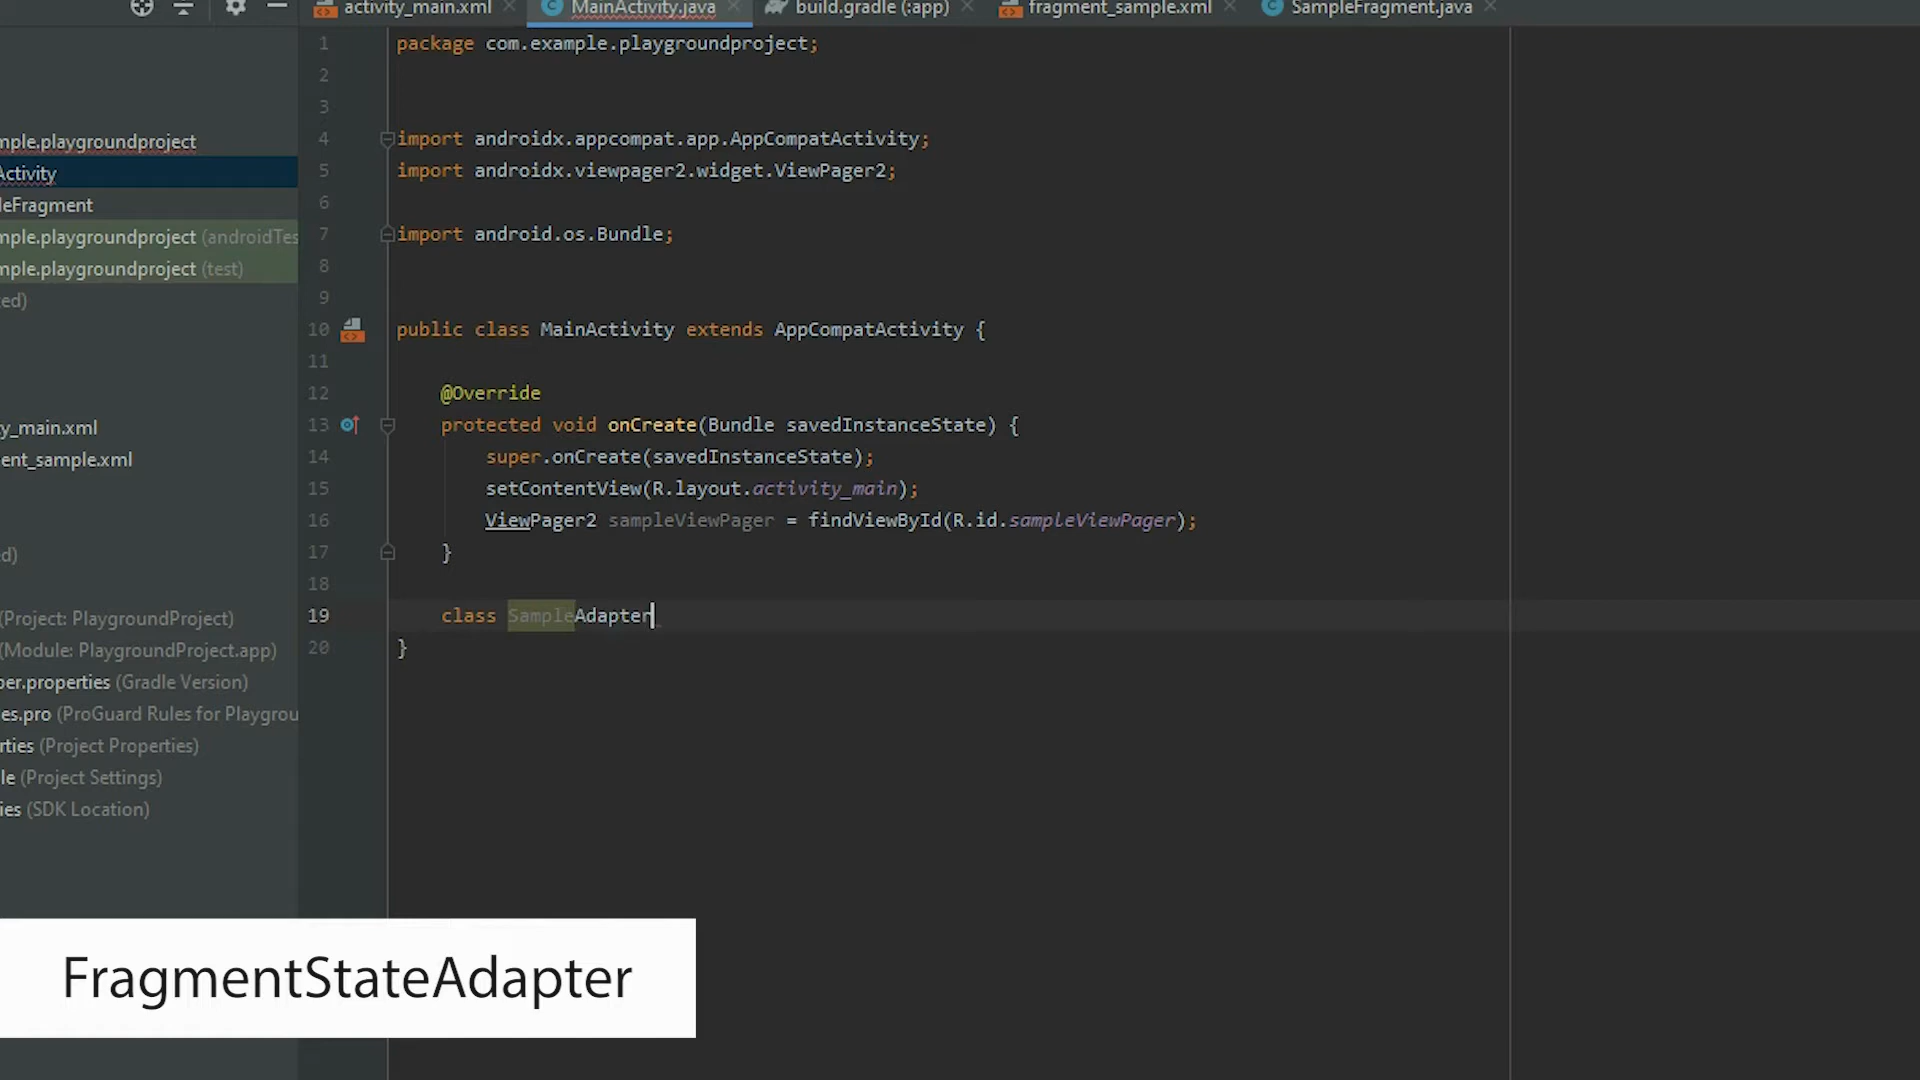 activity_main.xml
MainActivity.java
build.gradle (:app)
fragment_sample.xml
SampleFragment.java
mple.playgroundproject
Activity
leFragment
mple.playgroundproject (androidTes
mple.playgroundproject (test)
ed)
y_main.xml
ent_sample.xml
d)
(Project: PlaygroundProject)
(Module: PlaygroundProject.app)
per.properties (Gradle Version)
es.pro (ProGuard Rules for Playgrou
rties (Project Properties)
le (Project Settings)
ies (SDK Location)
1 package com.example.playgroundproject;
2
3
4 import androidx.appcompat.app.AppCompatActivity;
5 import androidx.viewpager2.widget.ViewPager2;
6
7 import android.os.Bundle;
8
9
10 public class MainActivity extends AppCompatActivity {
11
12 @Override
13 protected void onCreate(Bundle savedInstanceState) {
14 super.onCreate(savedInstanceState);
15 setContentView(R.layout.activity_main);
16 ViewPager2 sampleViewPager = findViewById(R.id.sampleViewPager);
17 }
18
19 class SampleAdapter
20 }
FragmentStateAdapter